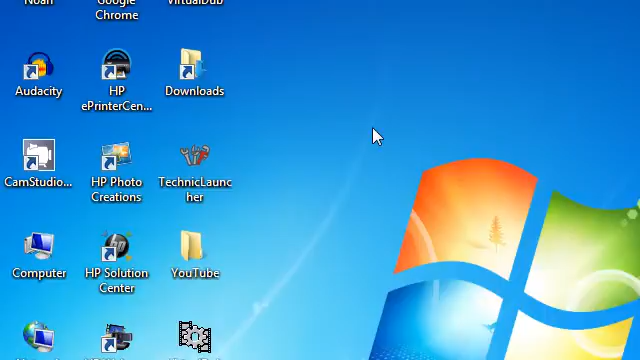 Noah
Google
Chrome
VirtualDub
Audacity
HP
ePrinterCen...
Downloads
CamStudio...
HP Photo
Creations
TechnicLaunc
her
Computer
HP Solution
Center
YouTube